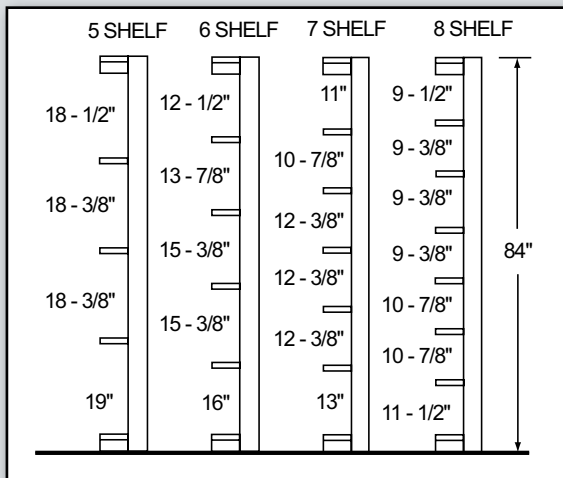 5 SHELF 6 SHELF 7 SHELF 8 SHELF
18 - 1/2"
18 - 3/8"
18 - 3/8"
19"
12 - 1/2"
13 - 7/8"
15 - 3/8"
15 - 3/8"
16"
11"
10 - 7/8"
12 - 3/8"
12 - 3/8"
12 - 3/8"
13"
9 - 1/2"
9 - 3/8"
9 - 3/8"
9 - 3/8"
10 - 7/8"
10 - 7/8"
11 - 1/2"
84"